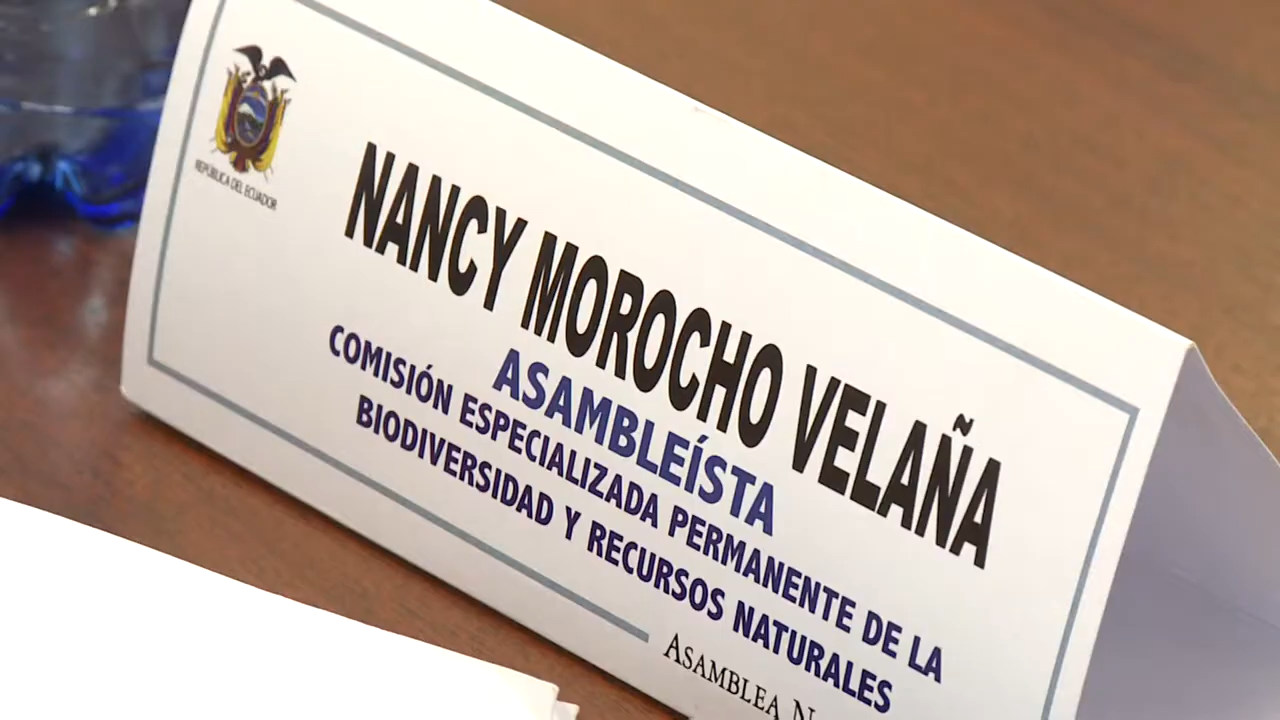 REPÚBLICA DEL ECUADOR
NANCY MOROCHO VELAÑA
ASAMBLEÍSTA
COMISIÓN ESPECIALIZADA PERMANENTE DE LA
BIODIVERSIDAD Y RECURSOS NATURALES
ASAMBLEA